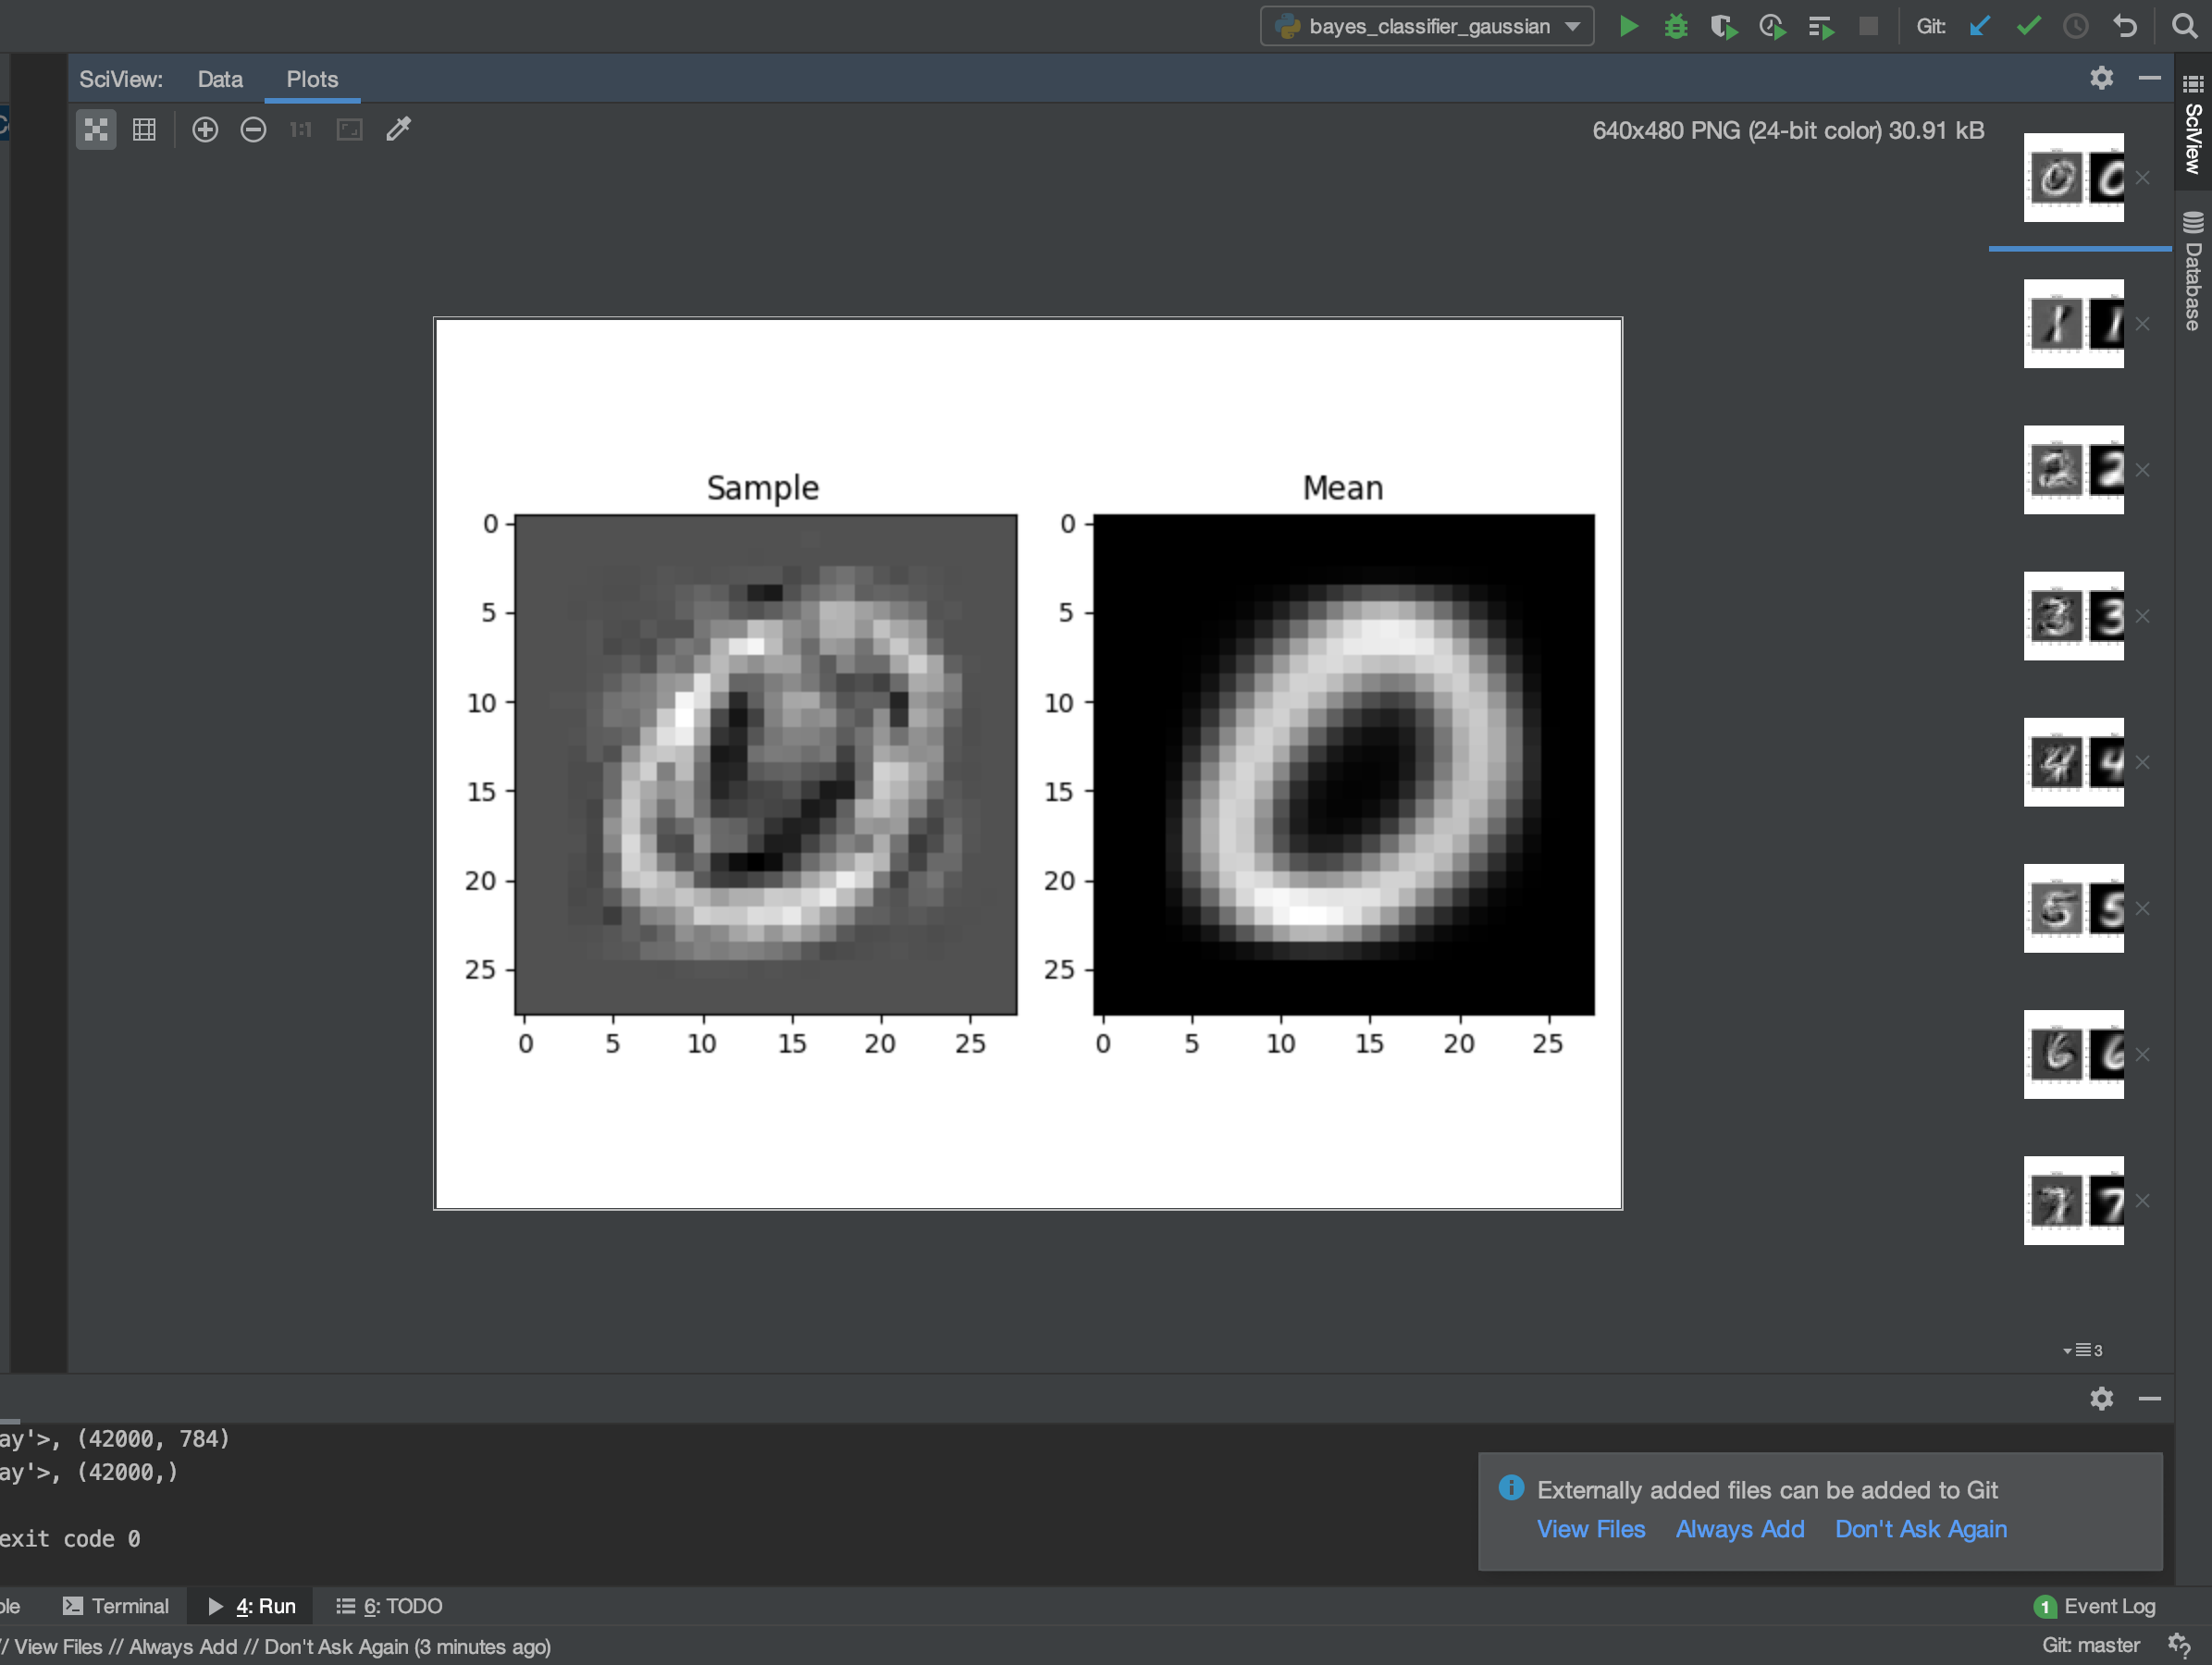 bayes_classifier_gaussian
Git:
SciView:
Data
Plots
1:1
640x480 PNG (24-bit color) 30.91 kB
SciView
Database
Sample
Mean
0
5
10
15
20
25
0
5
10
15
20
25
0
5
10
15
20
25
0
5
10
15
20
25
3
ay'>, (42000, 784)
ay'>, (42000,)
exit code 0
Externally added files can be added to Git
View Files
Always Add
Don't Ask Again
ole
Terminal
4: Run
6: TODO
1
Event Log
// View Files // Always Add // Don't Ask Again (3 minutes ago)
Git: master